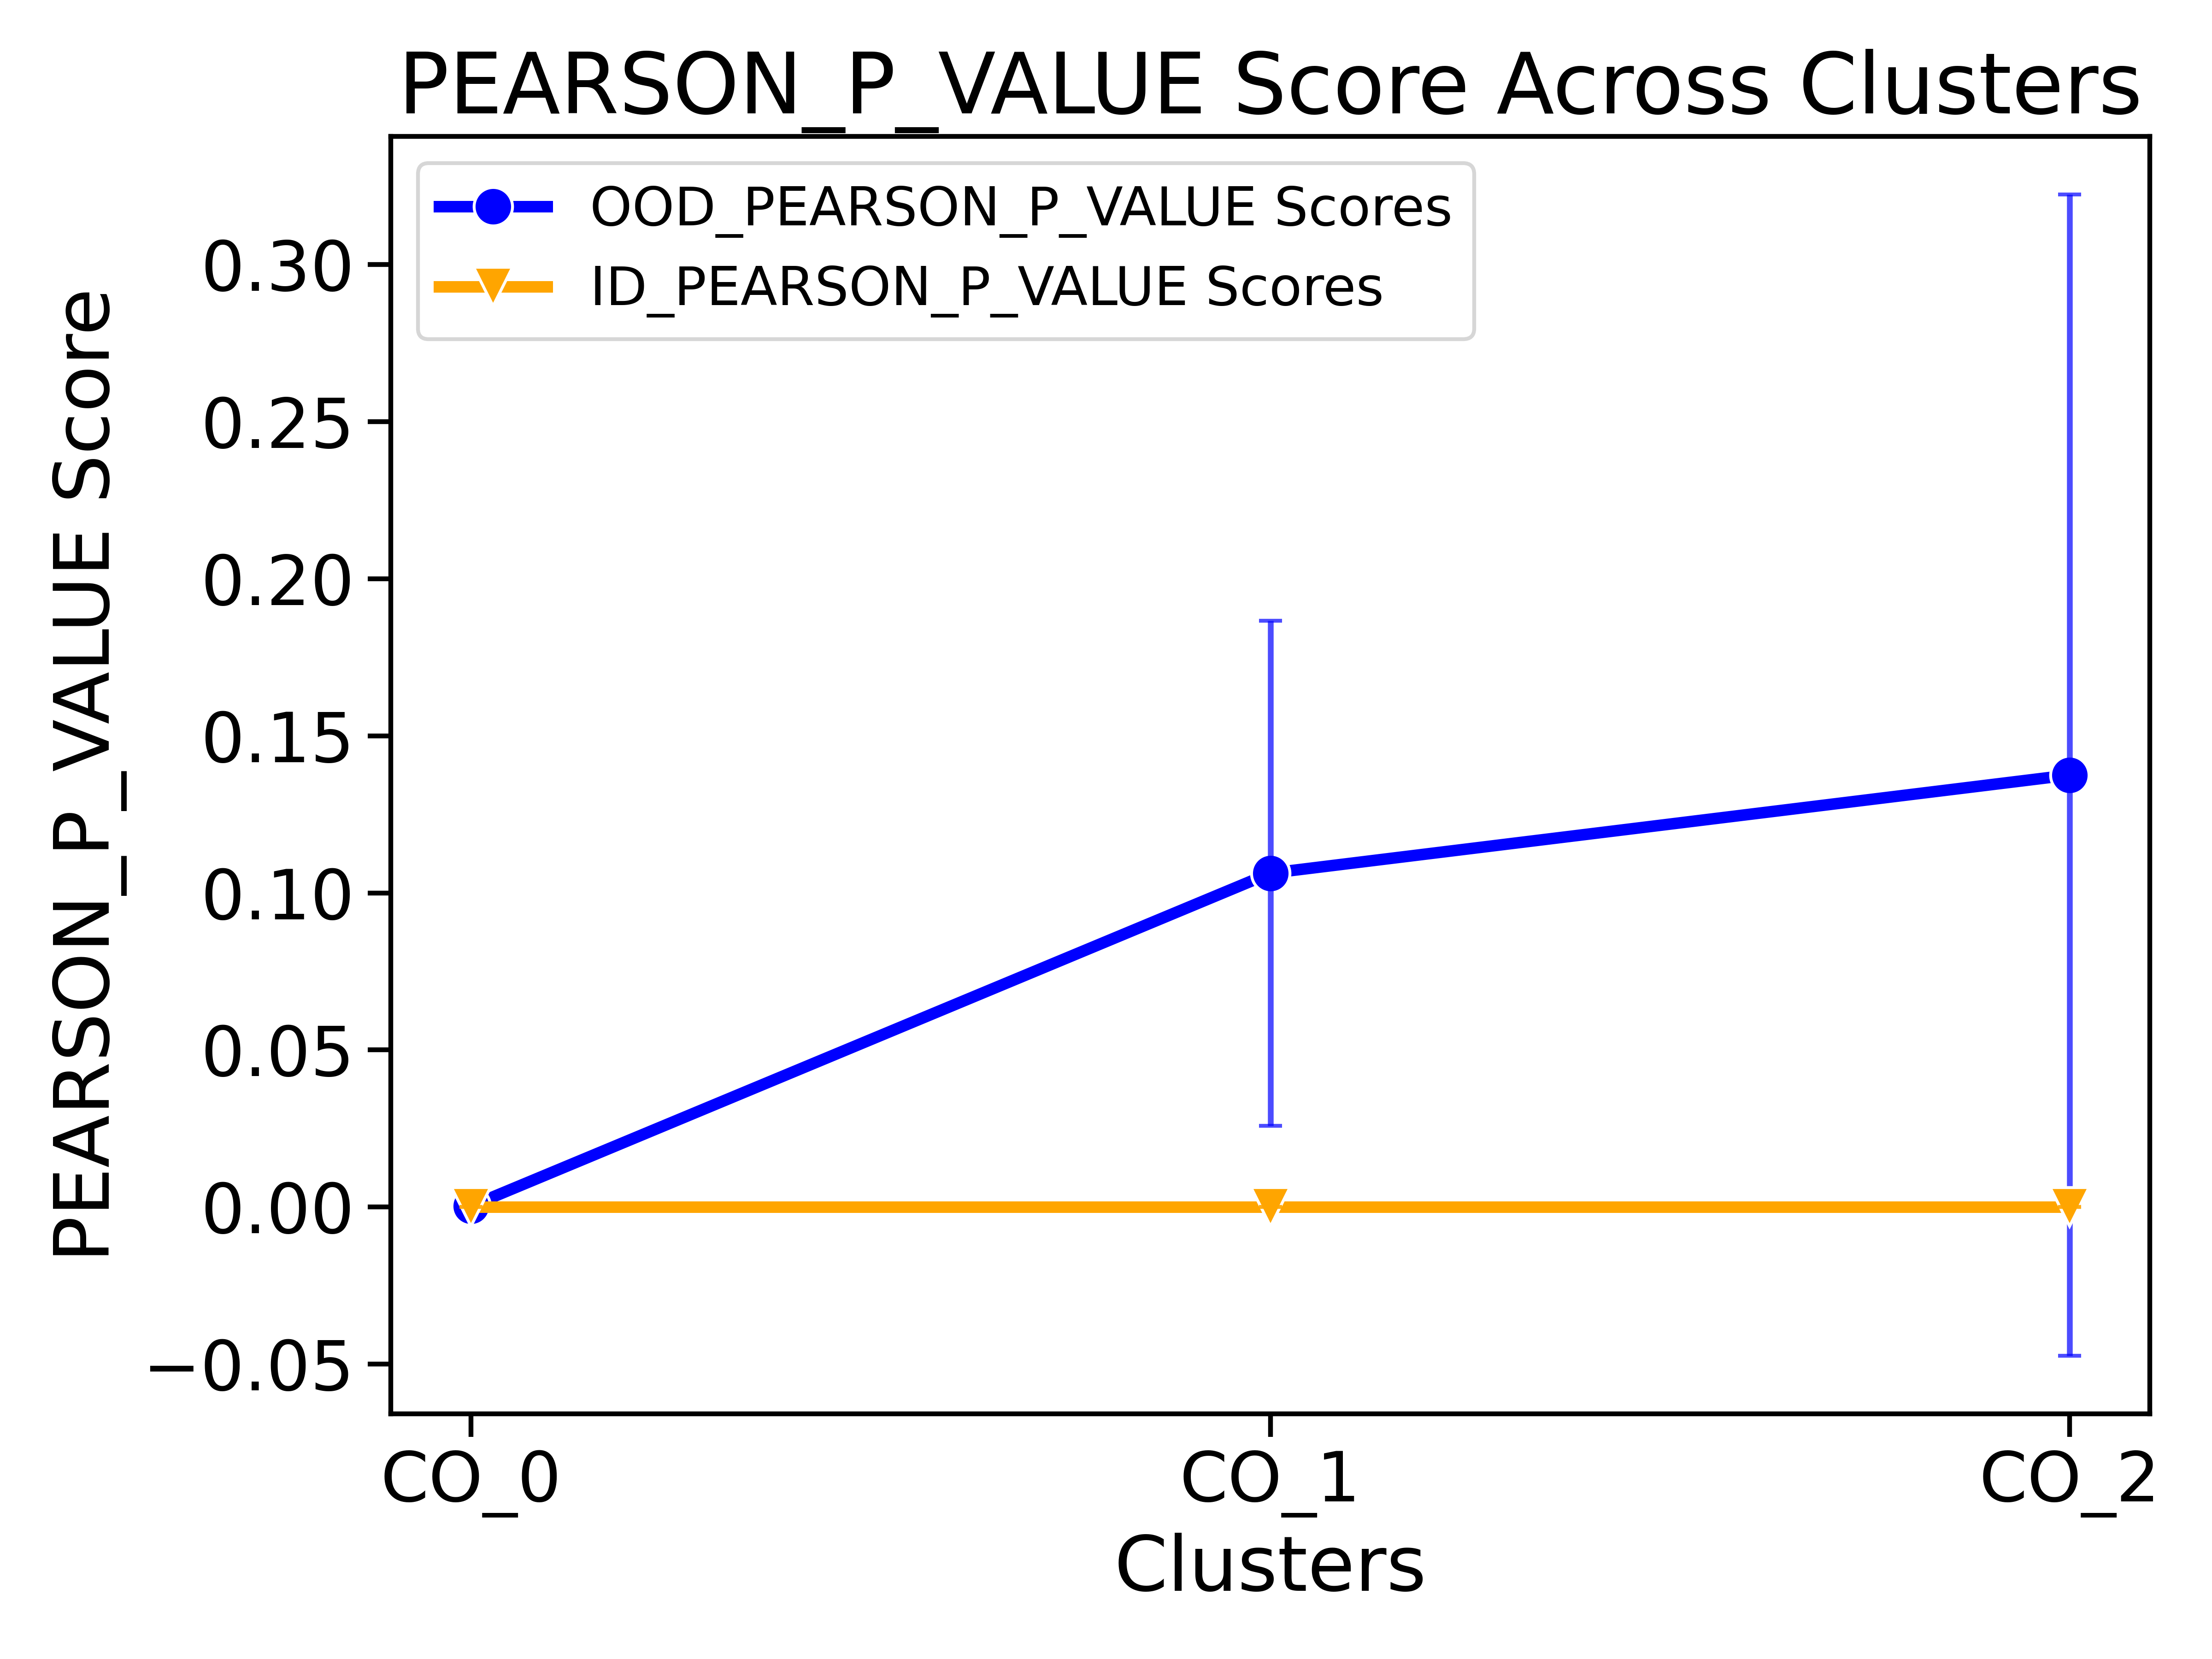 PEARSON_P_VALUE Score Across Clusters
OOD_PEARSON_P_VALUE Scores
ID_PEARSON_P_VALUE Scores
PEARSON_P_VALUE Score
0.30
0.25
0.20
0.15
0.10
0.05
0.00
−0.05
CO_0
CO_1
CO_2
Clusters